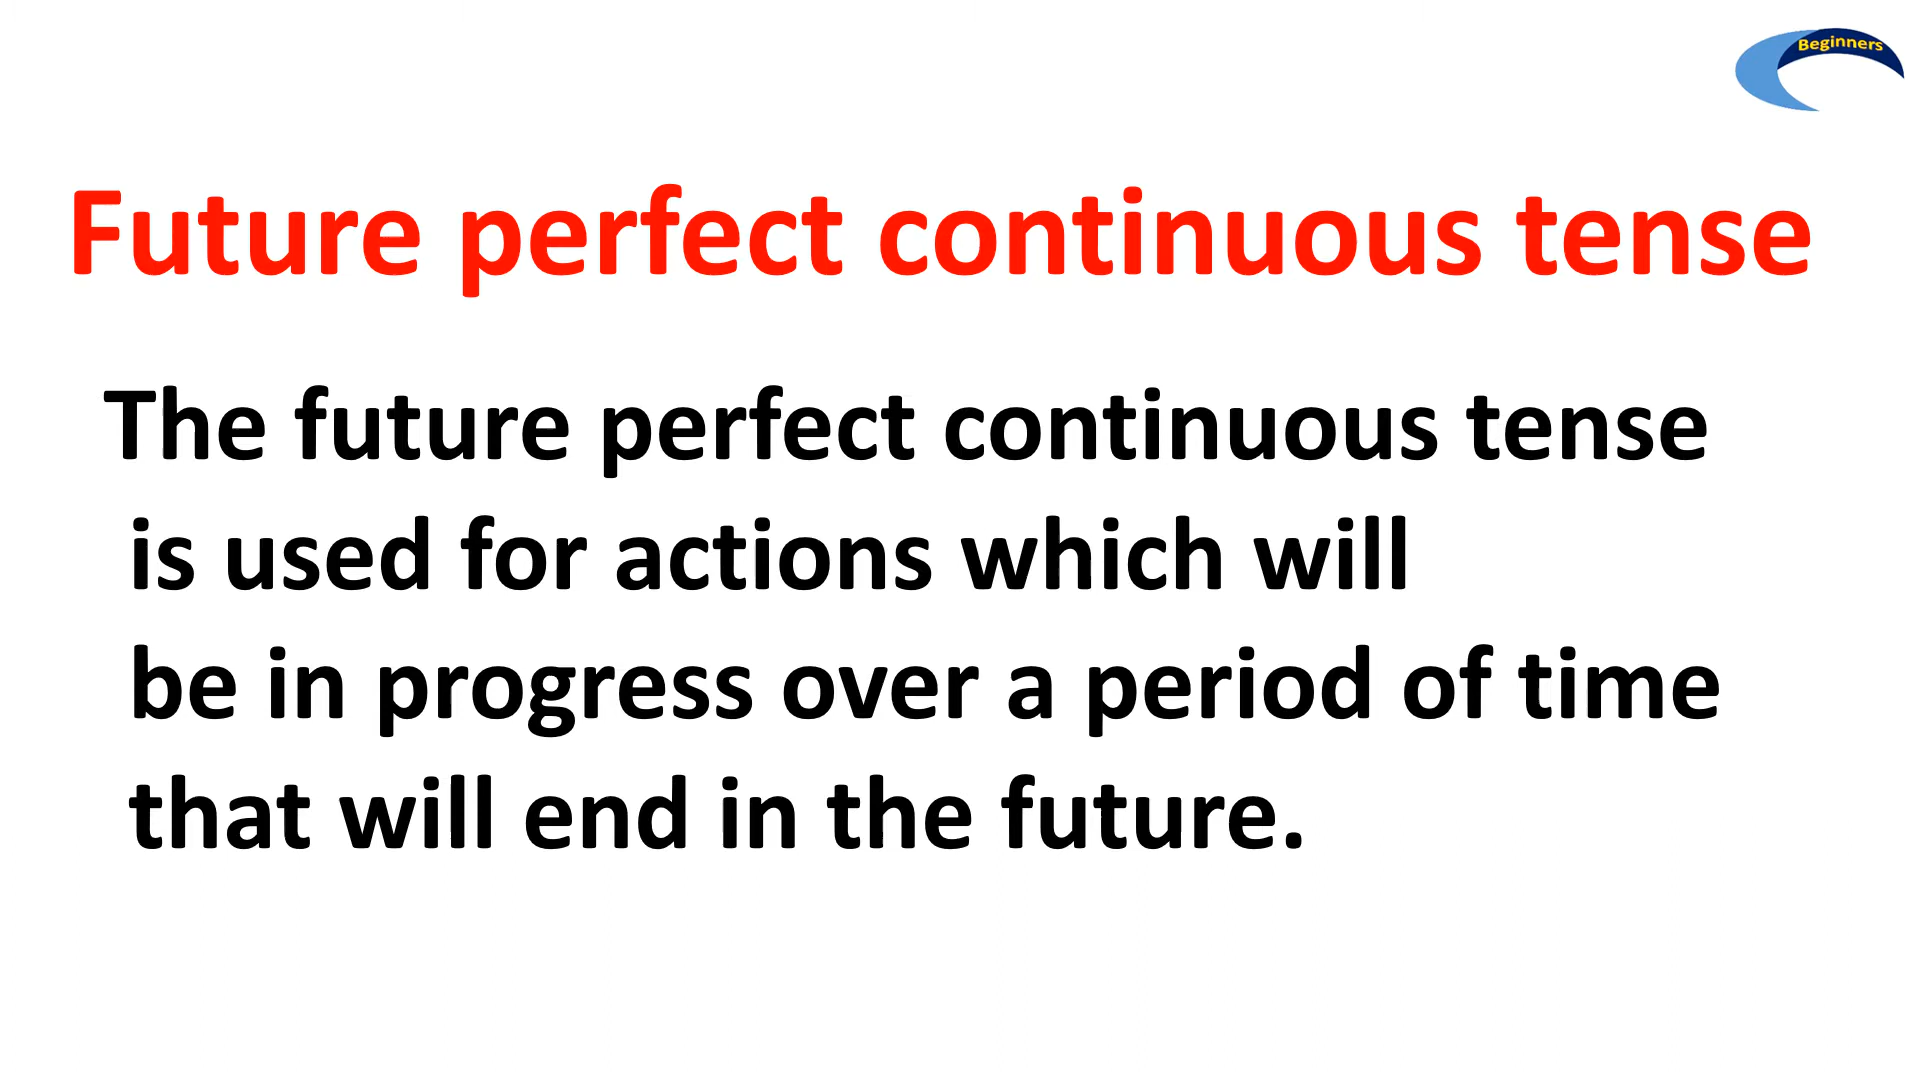 Beginners
Future perfect continuous tense
The future perfect continuous tense
is used for actions which will
be in progress over a period of time
that will end in the future.